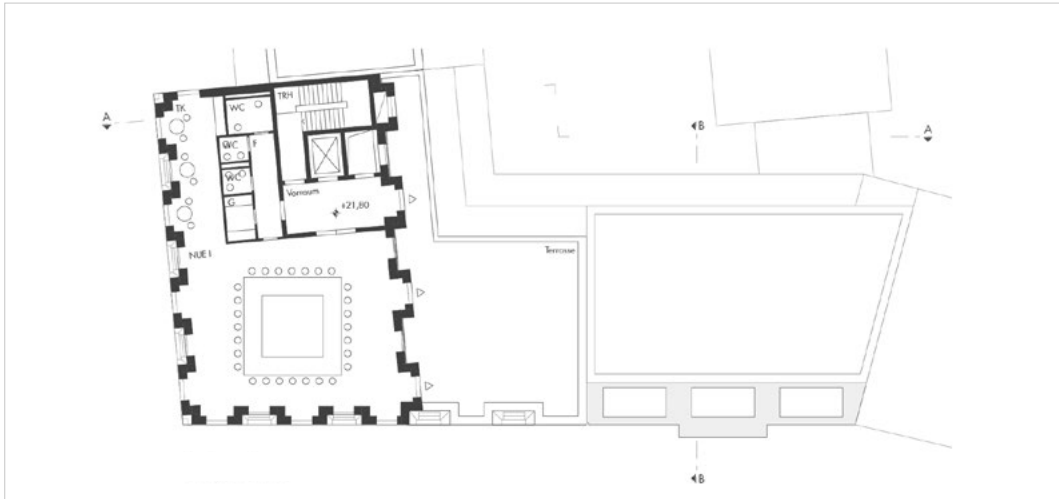 TK
WC
TRH
A
B
A
WC
F
WC
G
Vorraum
+21,80
NUE I
Terrasse
B